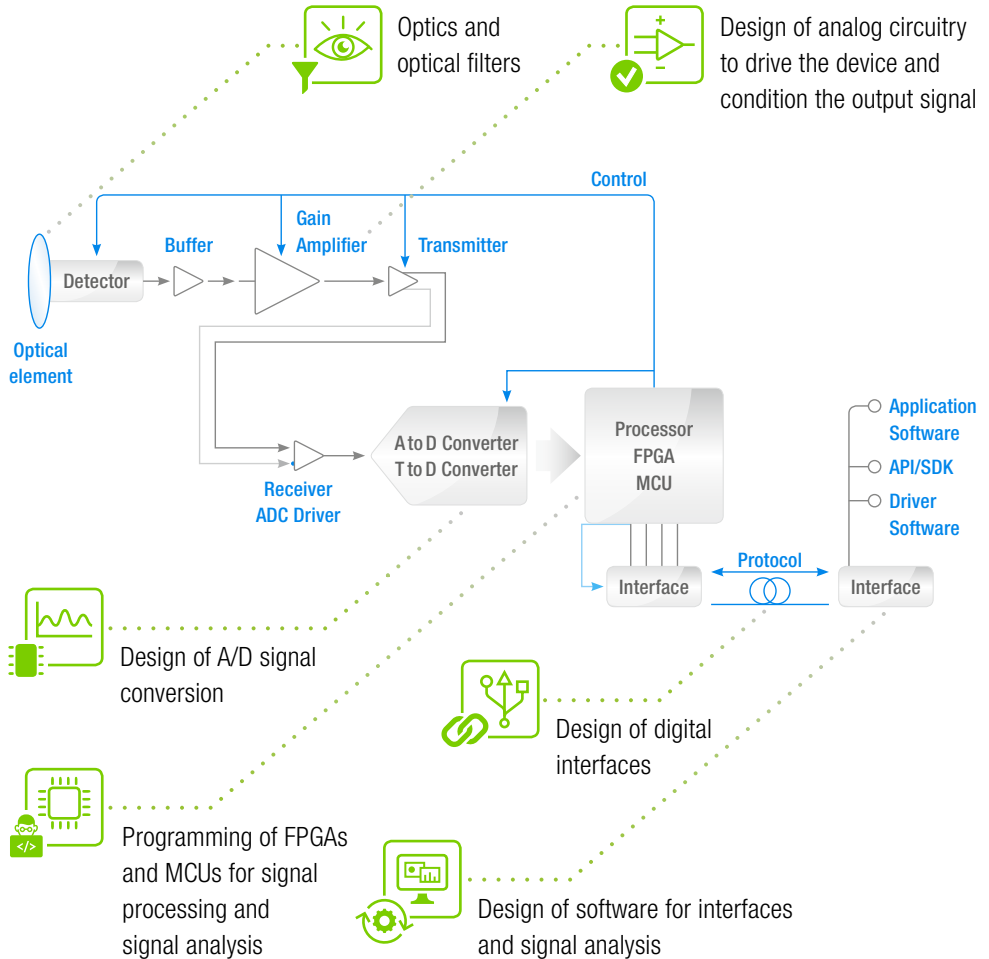 Optics and
optical filters
Design of analog circuitry
to drive the device and
condition the output signal
Control
Gain
Amplifier
Buffer
Transmitter
Detector
Optical
element
A to D Converter
T to D Converter
Receiver
ADC Driver
Processor
FPGA
MCU
Application
Software
API/SDK
Driver
Software
Protocol
Interface
Interface
Design of A/D signal
conversion
Design of digital
interfaces
Programming of FPGAs
and MCUs for signal
processing and
signal analysis
</>
Design of software for interfaces
and signal analysis